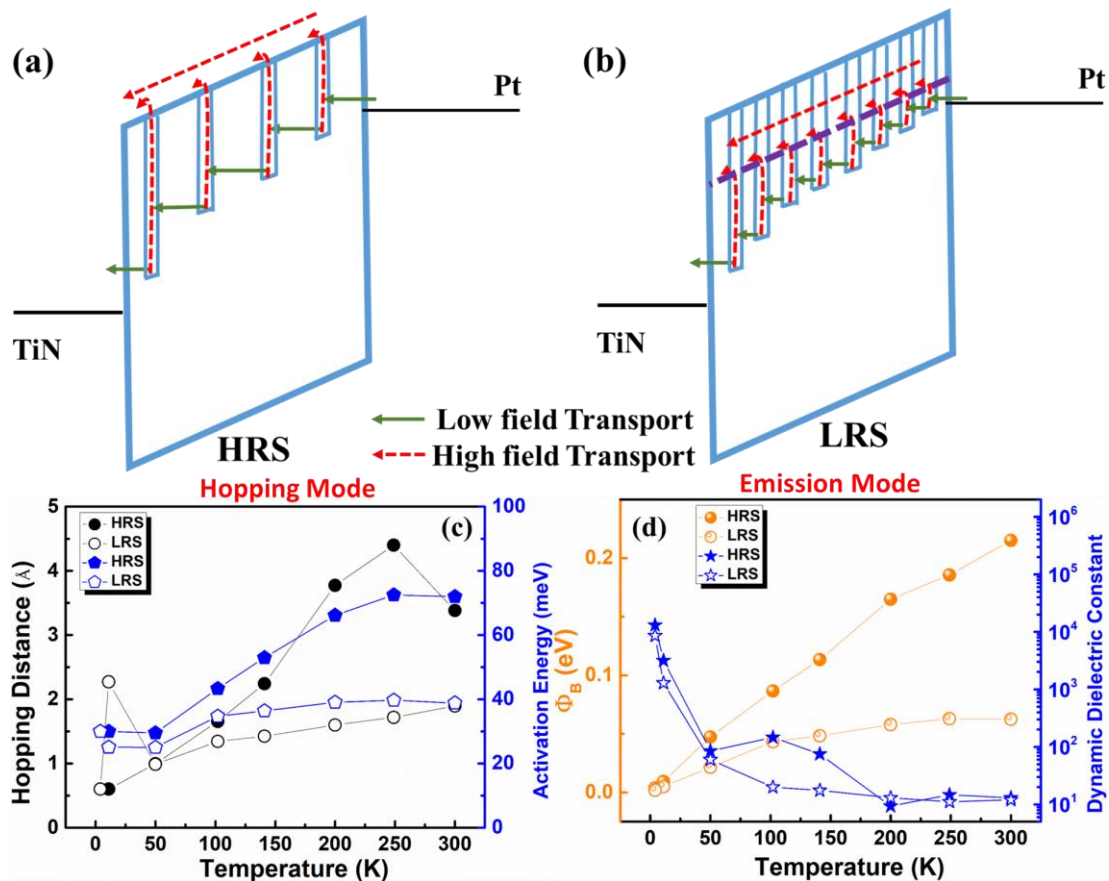 (a)
Pt
TiN
HRS
(b)
Pt
TiN
LRS
Low field Transport
High field Transport
Hopping Mode
(c)
HRS
LRS
HRS
LRS
Hopping Distance (Å)
5
4
3
2
1
0
Activation Energy (meV)
100
80
60
40
20
0
0 50 100 150 200 250 300
Temperature (K)
Emission Mode
(d)
HRS
LRS
HRS
LRS
Φ_B (eV)
0.2
0.1
0.0
Dynamic Dielectric Constant
10^6
10^5
10^4
10^3
10^2
10^1
0 50 100 150 200 250 300
Temperature (K)